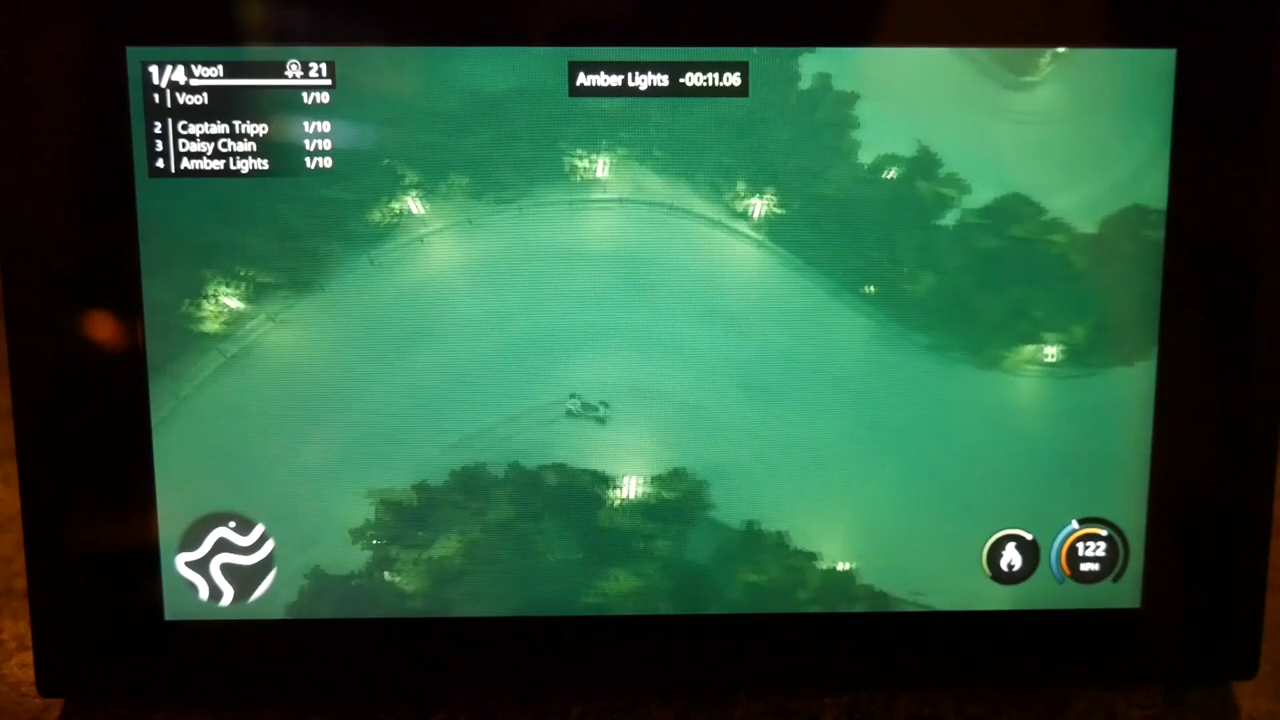 1/4 Voo1 21
1 Voo1 1/10
2 Captain Tripp 1/10
3 Daisy Chain 1/10
4 Amber Lights 1/10
Amber Lights -00:11.06
122
KPH